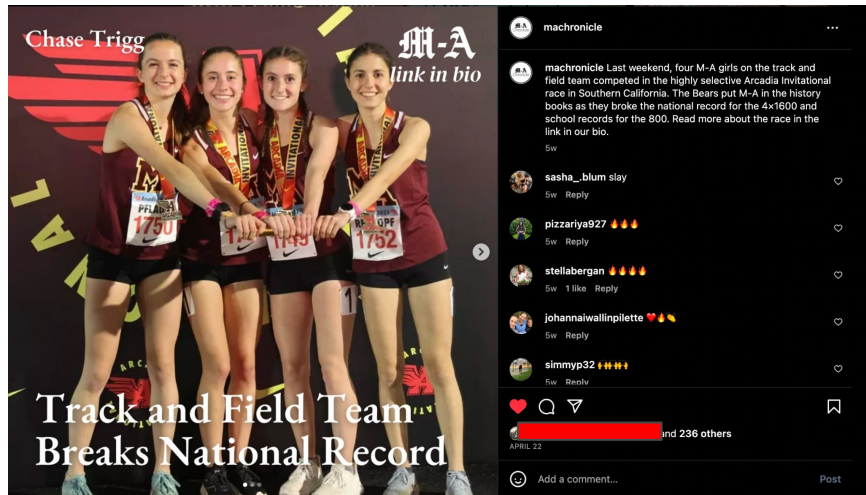 Chase Trigg
M-A
link in bio
PFLAU
1750
1749
1752
Track and Field Team
Breaks National Record
machronicle
machronicle Last weekend, four M-A girls on the track and
field team competed in the highly selective Arcadia Invitational
race in Southern California. The Bears put M-A in the history
books as they broke the national record for the 4×1600 and
school records for the 800. Read more about the race in the
link in our bio.
5w
sasha_.blum slay
5w Reply
pizzariya927 🔥🔥🔥
5w Reply
stellabergan 🔥🔥🔥🔥
5w 1 like Reply
johannaiwallinpilette ❤️🔥👏
5w Reply
simmyp32 🙌🙌🙌
5w Reply
and 236 others
APRIL 22
Add a comment...
Post